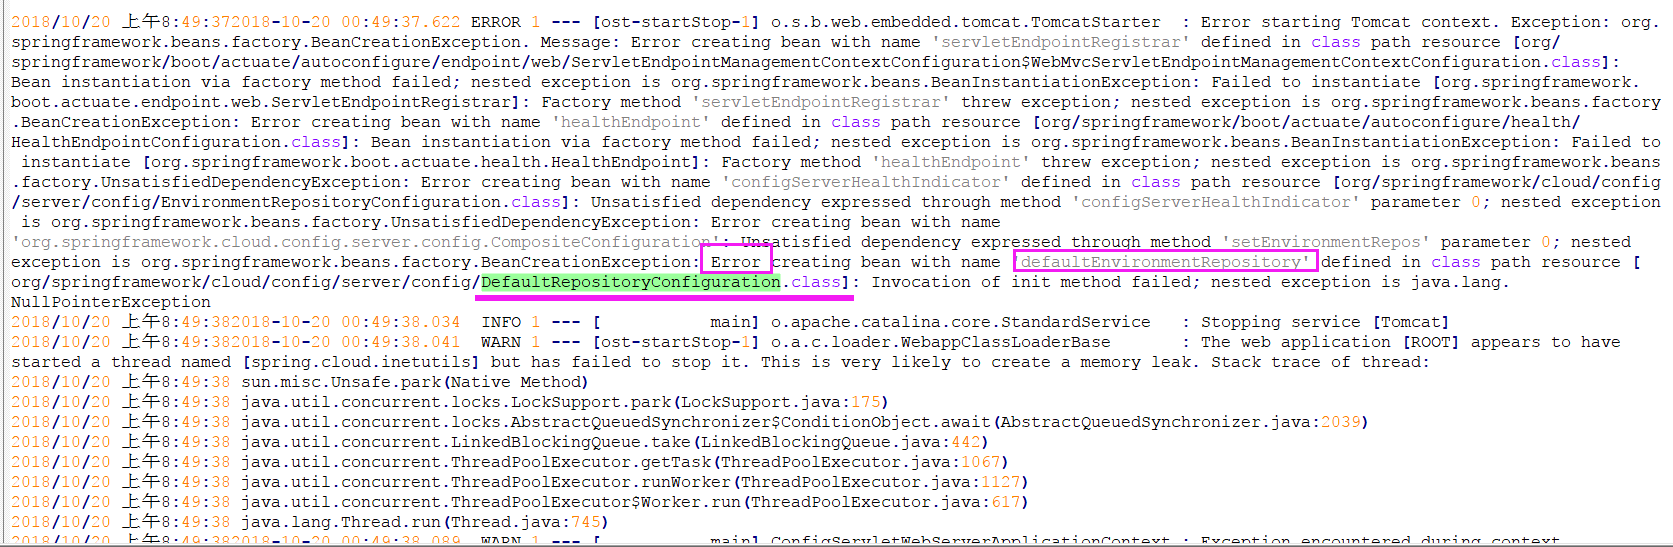 2018/10/20 上午8:49:372018-10-20 00:49:37.622 ERROR 1 --- [ost-startStop-1] o.s.b.web.embedded.tomcat.TomcatStarter  : Error starting Tomcat context. Exception: org.
springframework.beans.factory.BeanCreationException. Message: Error creating bean with name 'servletEndpointRegistrar' defined in class path resource [org/
springframework/boot/actuate/autoconfigure/endpoint/web/ServletEndpointManagementContextConfiguration$WebMvcServletEndpointManagementContextConfiguration.class]:
Bean instantiation via factory method failed; nested exception is org.springframework.beans.BeanInstantiationException: Failed to instantiate [org.springframework.
boot.actuate.endpoint.web.ServletEndpointRegistrar]: Factory method 'servletEndpointRegistrar' threw exception; nested exception is org.springframework.beans.factory
.BeanCreationException: Error creating bean with name 'healthEndpoint' defined in class path resource [org/springframework/boot/actuate/autoconfigure/health/
HealthEndpointConfiguration.class]: Bean instantiation via factory method failed; nested exception is org.springframework.beans.BeanInstantiationException: Failed to
 instantiate [org.springframework.boot.actuate.health.HealthEndpoint]: Factory method 'healthEndpoint' threw exception; nested exception is org.springframework.beans
.factory.UnsatisfiedDependencyException: Error creating bean with name 'configServerHealthIndicator' defined in class path resource [org/springframework/cloud/config
/server/config/EnvironmentRepositoryConfiguration.class]: Unsatisfied dependency expressed through method 'configServerHealthIndicator' parameter 0; nested exception
 is org.springframework.beans.factory.UnsatisfiedDependencyException: Error creating bean with name
'org.springframework.cloud.config.server.config.CompositeConfiguration': Unsatisfied dependency expressed through method 'setEnvironmentRepos' parameter 0; nested
exception is org.springframework.beans.factory.BeanCreationException: Error creating bean with name 'defaultEnvironmentRepository' defined in class path resource [
org/springframework/cloud/config/server/config/DefaultRepositoryConfiguration.class]: Invocation of init method failed; nested exception is java.lang.
NullPointerException
2018/10/20 上午8:49:382018-10-20 00:49:38.034  INFO 1 --- [           main] o.apache.catalina.core.StandardService   : Stopping service [Tomcat]
2018/10/20 上午8:49:382018-10-20 00:49:38.041  WARN 1 --- [ost-startStop-1] o.a.c.loader.WebappClassLoaderBase       : The web application [ROOT] appears to have
started a thread named [spring.cloud.inetutils] but has failed to stop it. This is very likely to create a memory leak. Stack trace of thread:
2018/10/20 上午8:49:38 sun.misc.Unsafe.park(Native Method)
2018/10/20 上午8:49:38 java.util.concurrent.locks.LockSupport.park(LockSupport.java:175)
2018/10/20 上午8:49:38 java.util.concurrent.locks.AbstractQueuedSynchronizer$ConditionObject.await(AbstractQueuedSynchronizer.java:2039)
2018/10/20 上午8:49:38 java.util.concurrent.LinkedBlockingQueue.take(LinkedBlockingQueue.java:442)
2018/10/20 上午8:49:38 java.util.concurrent.ThreadPoolExecutor.getTask(ThreadPoolExecutor.java:1067)
2018/10/20 上午8:49:38 java.util.concurrent.ThreadPoolExecutor.runWorker(ThreadPoolExecutor.java:1127)
2018/10/20 上午8:49:38 java.util.concurrent.ThreadPoolExecutor$Worker.run(ThreadPoolExecutor.java:617)
2018/10/20 上午8:49:38 java.lang.Thread.run(Thread.java:745)
2018/10/20 上午8:49:382018-10-20 00:49:38.089  WARN 1 --- [           main] ConfigServletWebServerApplicationContext : Exception encountered during context